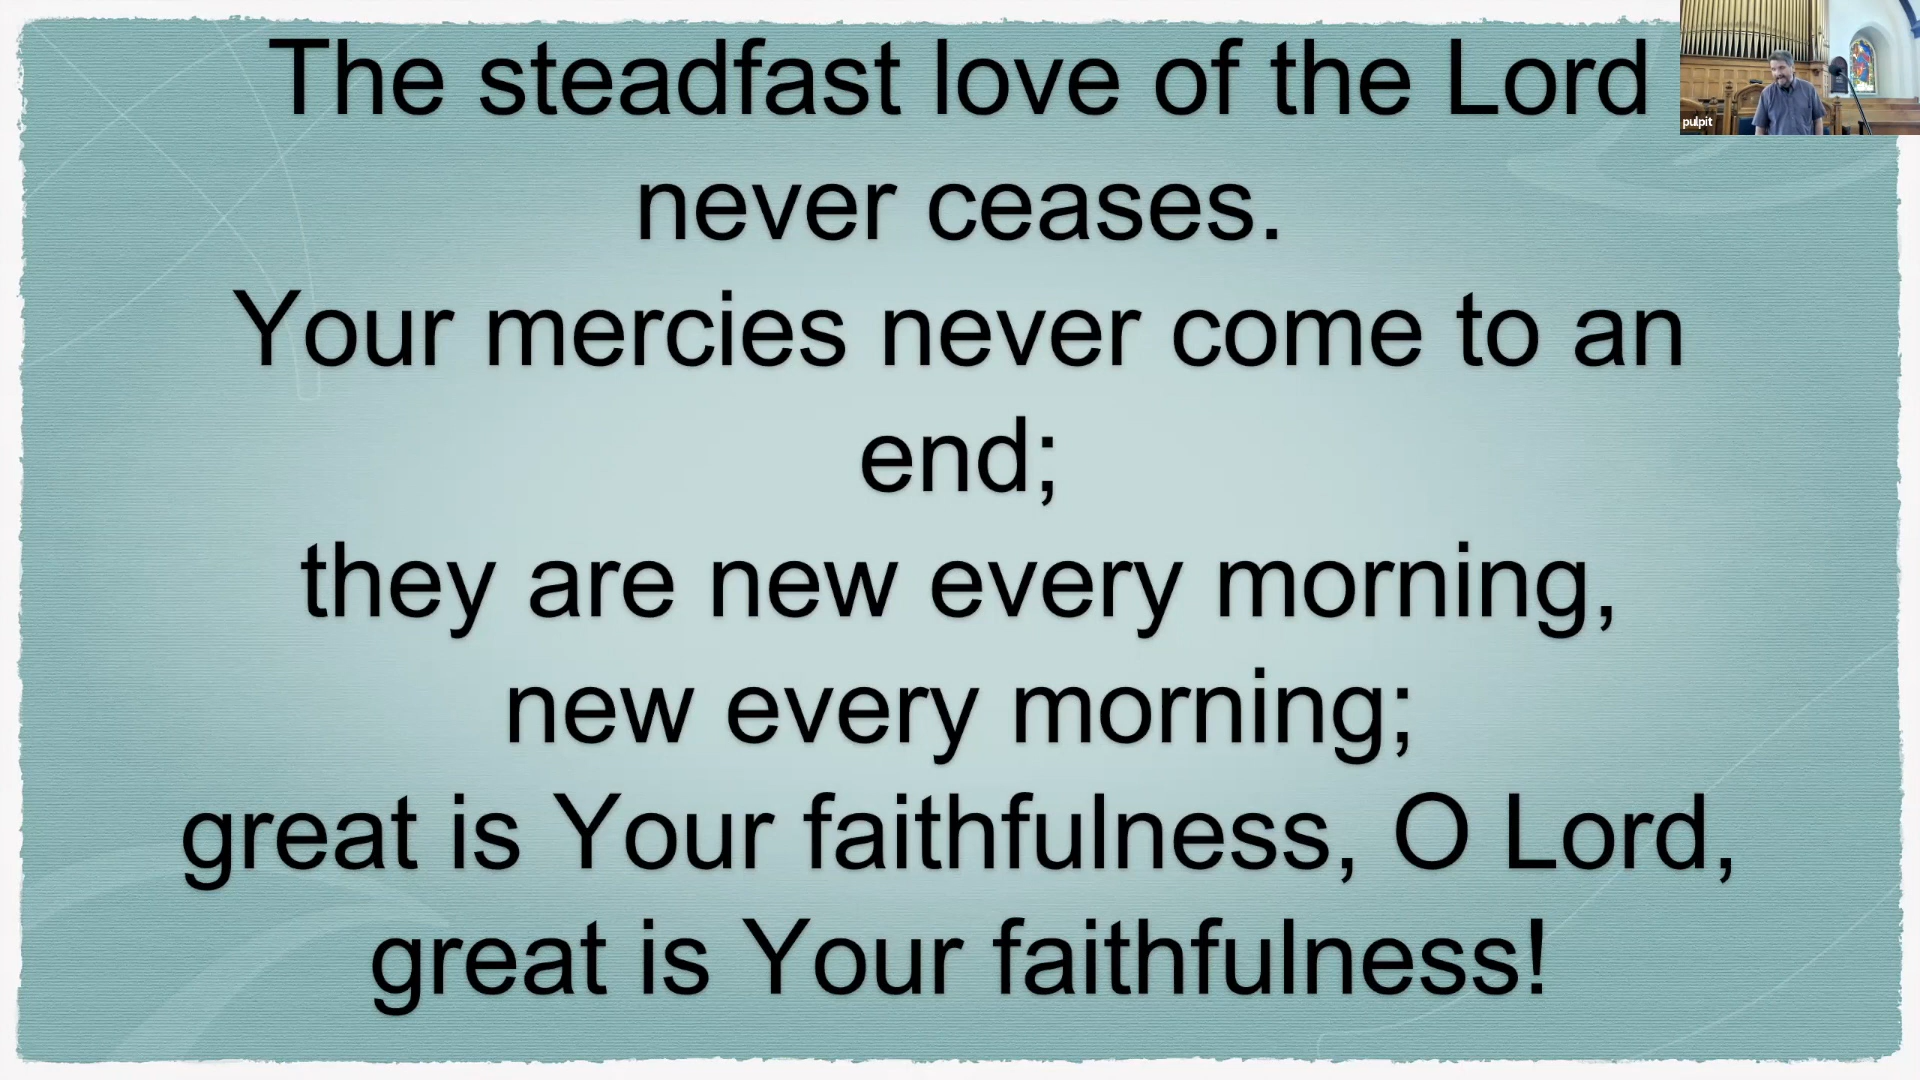 The steadfast love of the Lord
never ceases.
Your mercies never come to an
end;
they are new every morning,
new every morning;
great is Your faithfulness, O Lord,
great is Your faithfulness!
pulpit